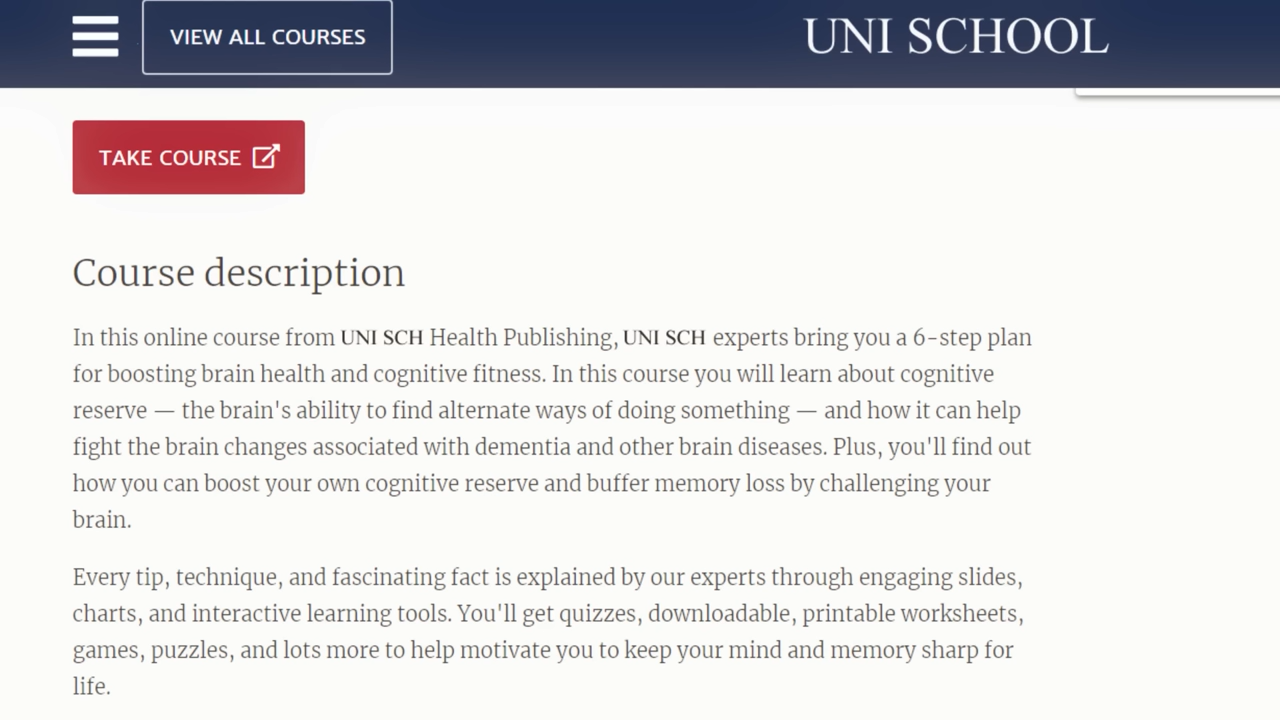 VIEW ALL COURSES
UNI SCHOOL
TAKE COURSE
Course description
In this online course from UNI SCH Health Publishing, UNI SCH experts bring you a 6-step plan
for boosting brain health and cognitive fitness. In this course you will learn about cognitive
reserve — the brain's ability to find alternate ways of doing something — and how it can help
fight the brain changes associated with dementia and other brain diseases. Plus, you'll find out
how you can boost your own cognitive reserve and buffer memory loss by challenging your
brain.
Every tip, technique, and fascinating fact is explained by our experts through engaging slides,
charts, and interactive learning tools. You'll get quizzes, downloadable, printable worksheets,
games, puzzles, and lots more to help motivate you to keep your mind and memory sharp for
life.